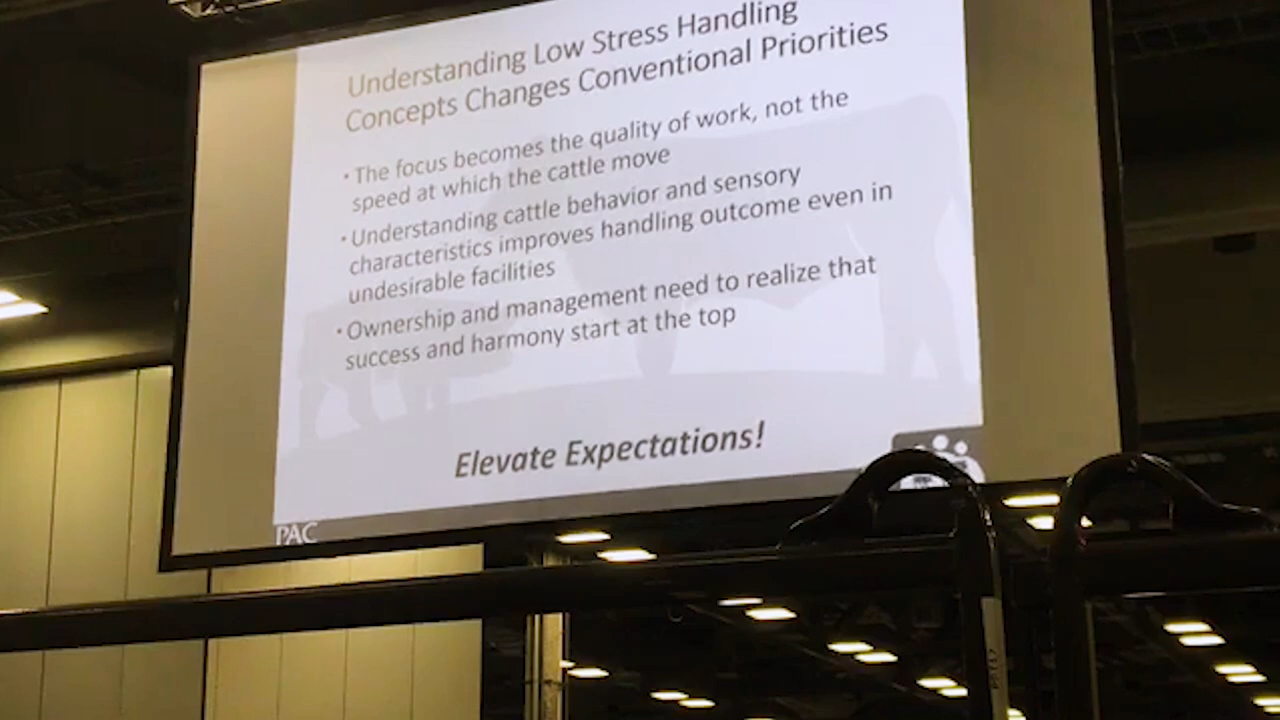 Understanding Low Stress Handling
Concepts Changes Conventional Priorities
• The focus becomes the quality of work, not the
speed at which the cattle move
• Understanding cattle behavior and sensory
characteristics improves handling outcome even in
undesirable facilities
• Ownership and management need to realize that
success and harmony start at the top
Elevate Expectations!
PAC